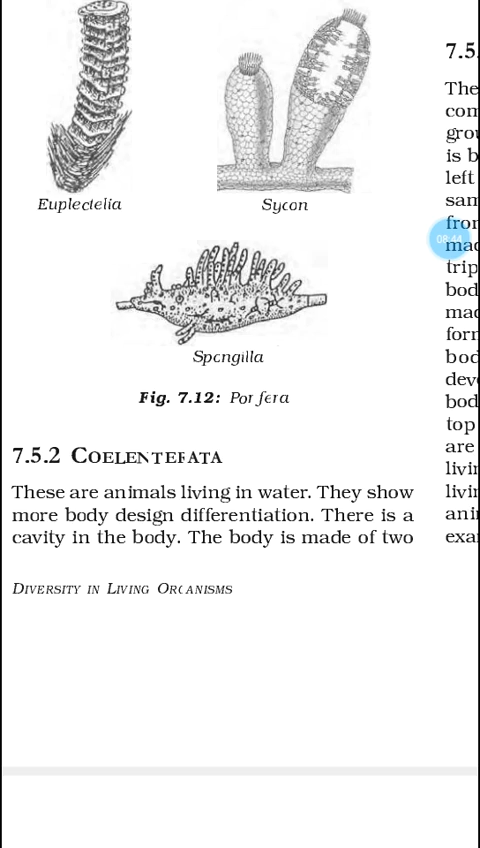 Euplectelia
Sycon
Spongilla
Fig. 7.12: Porifera
7.5.2 COELENTERATA
These are animals living in water. They show
more body design differentiation. There is a
cavity in the body. The body is made of two
DIVERSITY IN LIVING ORGANISMS
7.5.
The
com
grou
is b
left
sam
from
mad
trip
bod
mad
form
bod
deve
bod
top
are
livin
livin
anin
exam
08:44